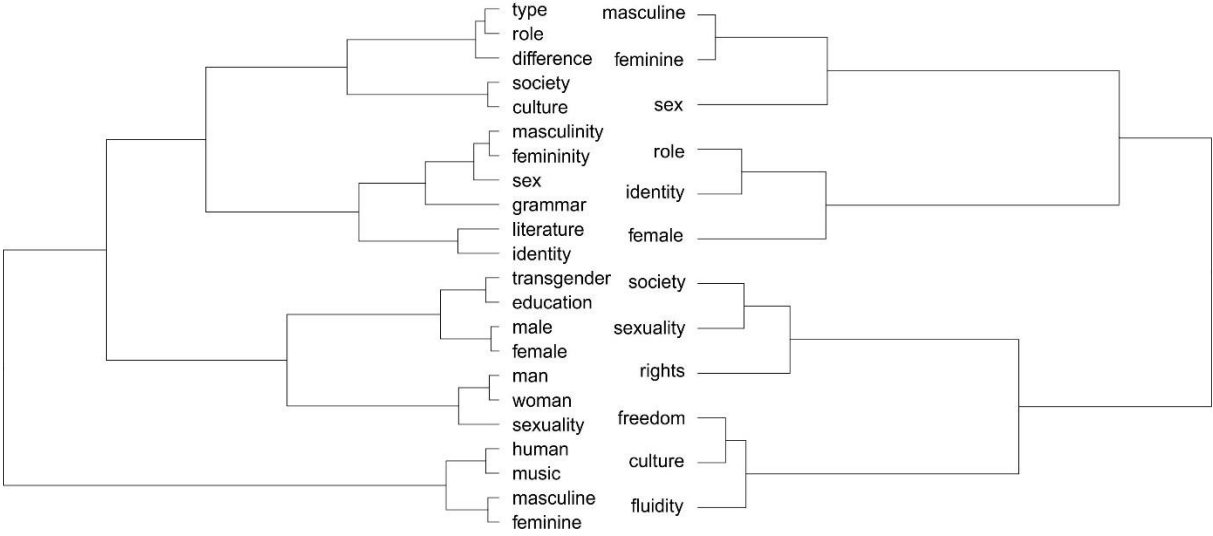 type
role
difference
society
culture
masculinity
femininity
sex
grammar
literature
identity
transgender
education
male
female
man
woman
sexuality
human
music
masculine
feminine
masculine
feminine
sex
role
identity
female
society
sexuality
rights
freedom
culture
fluidity